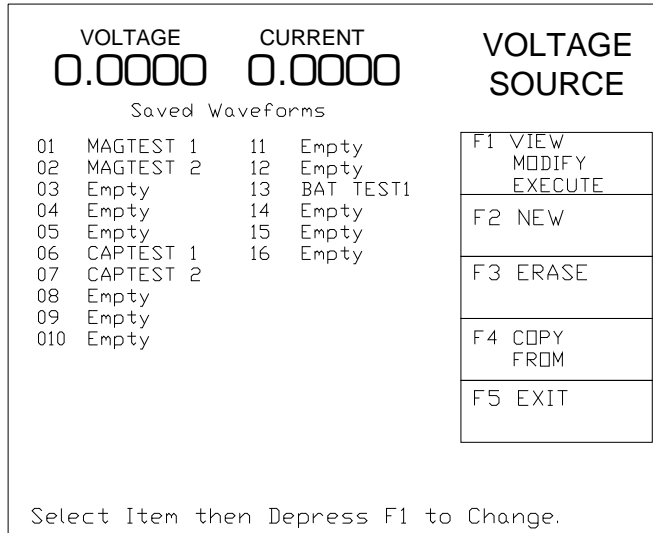 VOLTAGE CURRENT
0.0000 0.0000
Saved Waveforms
01 MAGTEST 1
02 MAGTEST 2
03 Empty
04 Empty
05 Empty
06 CAPTEST 1
07 CAPTEST 2
08 Empty
09 Empty
010 Empty
11 Empty
12 Empty
13 BAT TEST1
14 Empty
15 Empty
16 Empty
VOLTAGE
SOURCE
F1 VIEW
MODIFY
EXECUTE
F2 NEW
F3 ERASE
F4 COPY
FROM
F5 EXIT
Select Item then Depress F1 to Change.